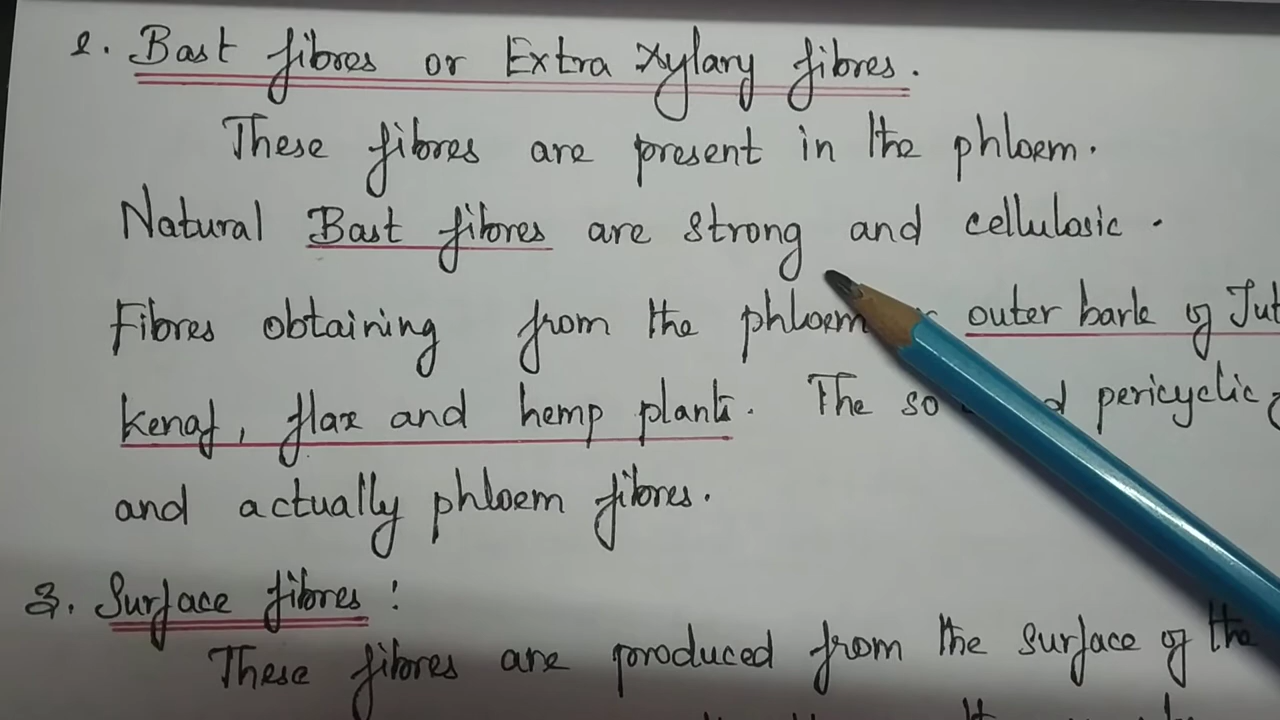 2. Bast fibres or Extra Xylary fibres.
These fibres are present in the phloem.
Natural Bast fibres are strong and cellulosic.
Fibres obtaining from the phloem outer bark of Jut
kenaf, flax and hemp plants. The so pericyclic
and actually phloem fibres.
3. Surface fibres :
These fibres are produced from the surface of the